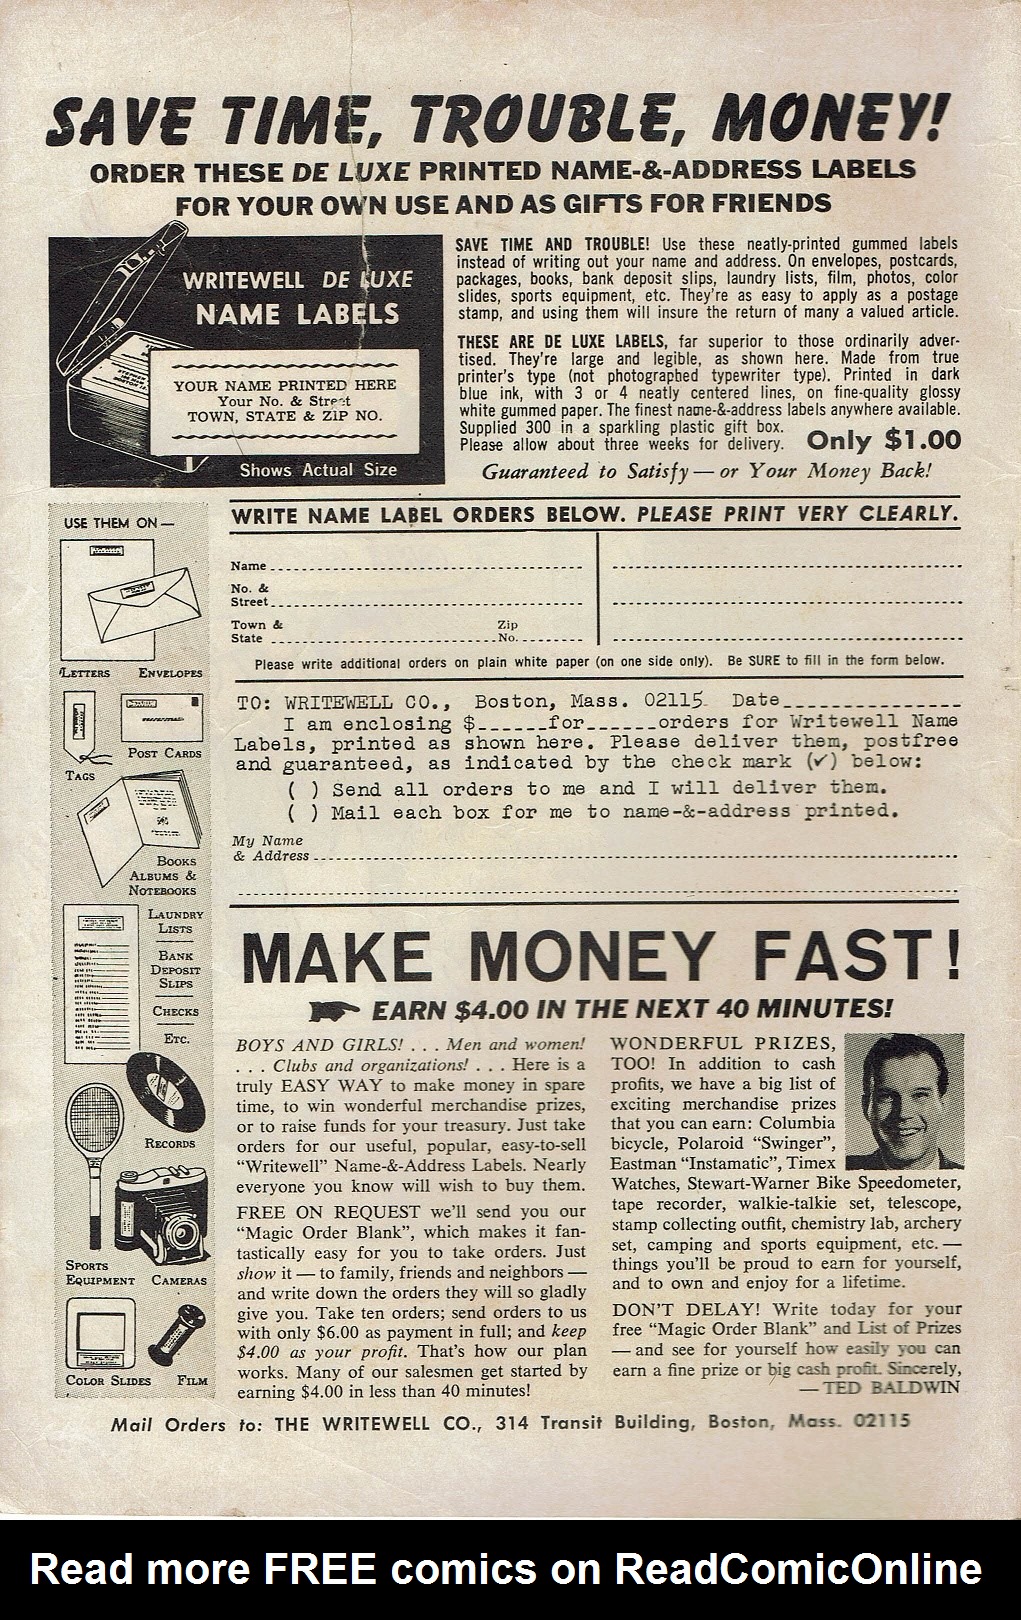 SAVE TIME, TROUBLE, MONEY!
ORDER THESE DE LUXE PRINTED NAME-&-ADDRESS LABELS
FOR YOUR OWN USE AND AS GIFTS FOR FRIENDS
WRITEWELL DE LUXE
NAME LABELS
YOUR NAME PRINTED HERE
Your No. & Street
TOWN, STATE & ZIP NO.
Shows Actual Size
SAVE TIME AND TROUBLE! Use these neatly-printed gummed labels
instead of writing out your name and address. On envelopes, postcards,
packages, books, bank deposit slips, laundry lists, film, photos, color
slides, sports equipment, etc. They're as easy to apply as a postage
stamp, and using them will insure the return of many a valued article.
THESE ARE DE LUXE LABELS, far superior to those ordinarily adver-
tised. They're large and legible, as shown here. Made from true
printer's type (not photographed typewriter type). Printed in dark
blue ink, with 3 or 4 neatly centered lines, on fine-quality glossy
white gummed paper. The finest name-&-address labels anywhere available.
Supplied 300 in a sparkling plastic gift box.
Please allow about three weeks for delivery. Only $1.00
Guaranteed to Satisfy — or Your Money Back!
USE THEM ON —
LETTERS ENVELOPES
POST CARDS
TAGS
BOOKS
ALBUMS &
NOTEBOOKS
LAUNDRY
LISTS
BANK
DEPOSIT
SLIPS
CHECKS
ETC.
RECORDS
SPORTS
EQUIPMENT CAMERAS
COLOR SLIDES FILM
WRITE NAME LABEL ORDERS BELOW. PLEASE PRINT VERY CLEARLY.
Name
No. &
Street
Town & Zip
State No.
Please write additional orders on plain white paper (on one side only). Be SURE to fill in the form below.
TO: WRITEWELL CO., Boston, Mass. 02115 Date_______________
I am enclosing $______for______orders for Writewell Name
Labels, printed as shown here. Please deliver them, postfree
and guaranteed, as indicated by the check mark (✓) below:
( ) Send all orders to me and I will deliver them.
( ) Mail each box for me to name-&-address printed.
My Name
& Address
MAKE MONEY FAST!
EARN $4.00 IN THE NEXT 40 MINUTES!
BOYS AND GIRLS! . . . Men and women!
. . . Clubs and organizations! . . . Here is a
truly EASY WAY to make money in spare
time, to win wonderful merchandise prizes,
or to raise funds for your treasury. Just take
orders for our useful, popular, easy-to-sell
"Writewell" Name-&-Address Labels. Nearly
everyone you know will wish to buy them.
FREE ON REQUEST we'll send you our
"Magic Order Blank", which makes it fan-
tastically easy for you to take orders. Just
show it — to family, friends and neighbors —
and write down the orders they will so gladly
give you. Take ten orders; send orders to us
with only $6.00 as payment in full; and keep
$4.00 as your profit. That's how our plan
works. Many of our salesmen get started by
earning $4.00 in less than 40 minutes!
WONDERFUL PRIZES,
TOO! In addition to cash
profits, we have a big list of
exciting merchandise prizes
that you can earn: Columbia
bicycle, Polaroid "Swinger",
Eastman "Instamatic", Timex
Watches, Stewart-Warner Bike Speedometer,
tape recorder, walkie-talkie set, telescope,
stamp collecting outfit, chemistry lab, archery
set, camping and sports equipment, etc. —
things you'll be proud to earn for yourself,
and to own and enjoy for a lifetime.
DON'T DELAY! Write today for your
free "Magic Order Blank" and List of Prizes
— and see for yourself how easily you can
earn a fine prize or big cash profit. Sincerely,
— TED BALDWIN
Mail Orders to: THE WRITEWELL CO., 314 Transit Building, Boston, Mass. 02115
Read more FREE comics on ReadComicOnline